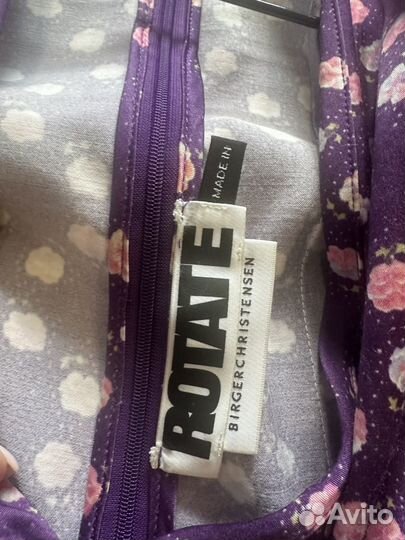 MADE IN
ROTATE
BIRGERCHRISTENSEN
Avito